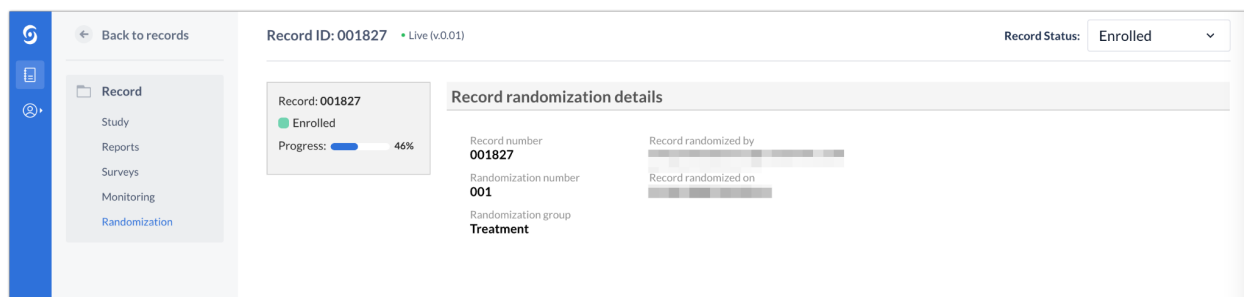 Back to records
Record
Study
Reports
Surveys
Monitoring
Randomization
Record ID: 001827 • Live (v.0.01)
Record Status: Enrolled
Record: 001827
Enrolled
Progress: 46%
Record randomization details
Record number
001827
Randomization number
001
Randomization group
Treatment
Record randomized by
Record randomized on